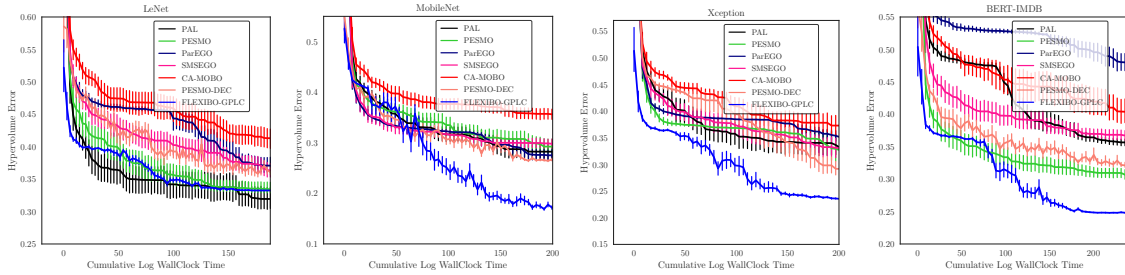 LeNet
0.60
0.55
0.50
0.45
0.40
0.35
0.30
0.25
Hypervolume Error
0
50
100
150
Cumulative Log WallClock Time
PAL
PESMO
ParEGO
SMSEGO
CA-MOBO
PESMO-DEC
FLEXIBO-GPLC
MobileNet
0.5
0.4
0.3
0.2
0.1
Hypervolume Error
0
50
100
150
200
Cumulative Log WallClock Time
PAL
PESMO
ParEGO
SMSEGO
CA-MOBO
PESMO-DEC
FLEXIBO-GPLC
Xception
0.55
0.50
0.45
0.40
0.35
0.30
0.25
0.20
0.15
Hypervolume Error
0
50
100
150
200
Cumulative Log WallClock Time
PAL
PESMO
ParEGO
SMSEGO
CA-MOBO
PESMO-DEC
FLEXIBO-GPLC
BERT-IMDB
0.55
0.50
0.45
0.40
0.35
0.30
0.25
0.20
Hypervolume Error
0
50
100
150
200
Cumulative Log WallClock Time
PAL
PESMO
ParEGO
SMSEGO
CA-MOBO
PESMO-DEC
FLEXIBO-GPLC